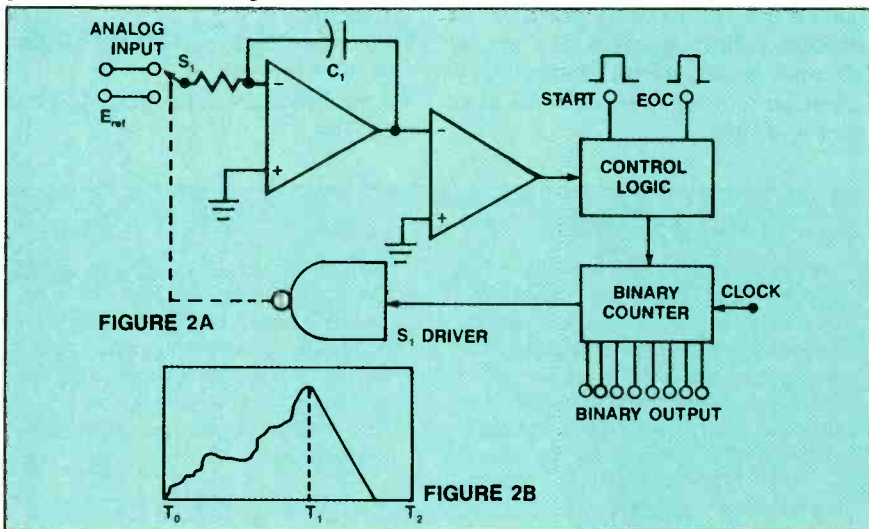 ANALOG
INPUT
S1
C1
Eref
START
EOC
CONTROL
LOGIC
BINARY
COUNTER
CLOCK
FIGURE 2A
S1 DRIVER
BINARY OUTPUT
FIGURE 2B
T0
T1
T2